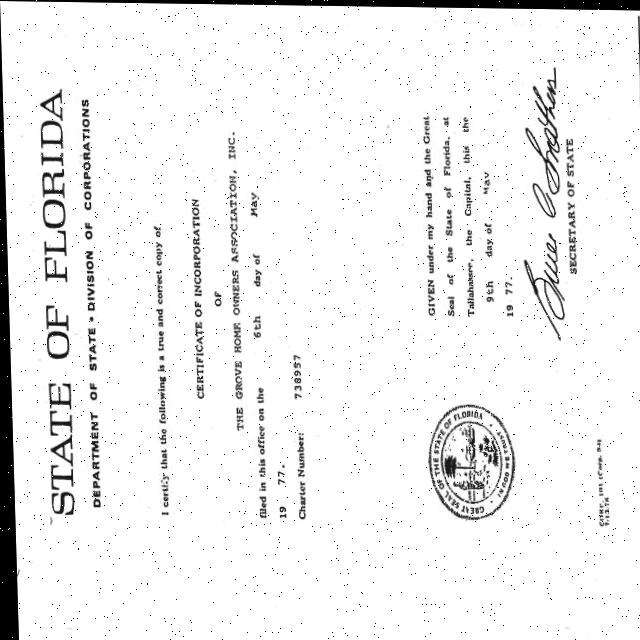 STATE OF FLORIDA
DEPARTMENT OF STATE • DIVISION OF CORPORATIONS
I certify that the following is a true and correct copy of
CERTIFICATE OF INCORPORATION
OF
THE GROVE HOME OWNERS ASSOCIATION, INC.
filed in this office on the 6th day of May
19 77.
Charter Number: 738957
GIVEN under my hand and the Great
Seal of the State of Florida, at
Tallahassee, the Capital, this the
9th day of May
19 77.
SECRETARY OF STATE
GREAT SEAL OF THE STATE OF FLORIDA
IN GOD WE TRUST